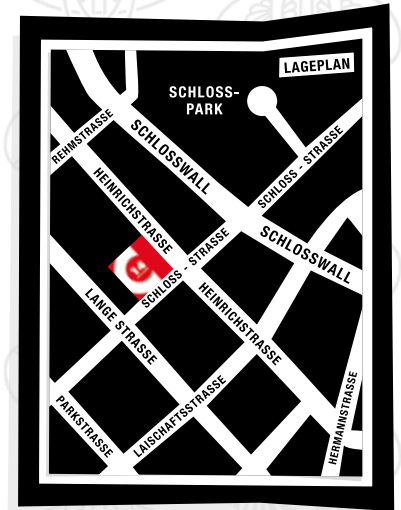 LAGEPLAN
SCHLOSS-
PARK
REHMSTRASSE
SCHLOSSWALL
SCHLOSS - STRASSE
HEINRICHSTRASSE
SCHLOSSWALL
SCHLOSS - STRASSE
HEINRICHSTRASSE
LANGE STRASSE
PARKSTRASSE
LAISCHAFTSSTRASSE
HERMANNSTRASSE